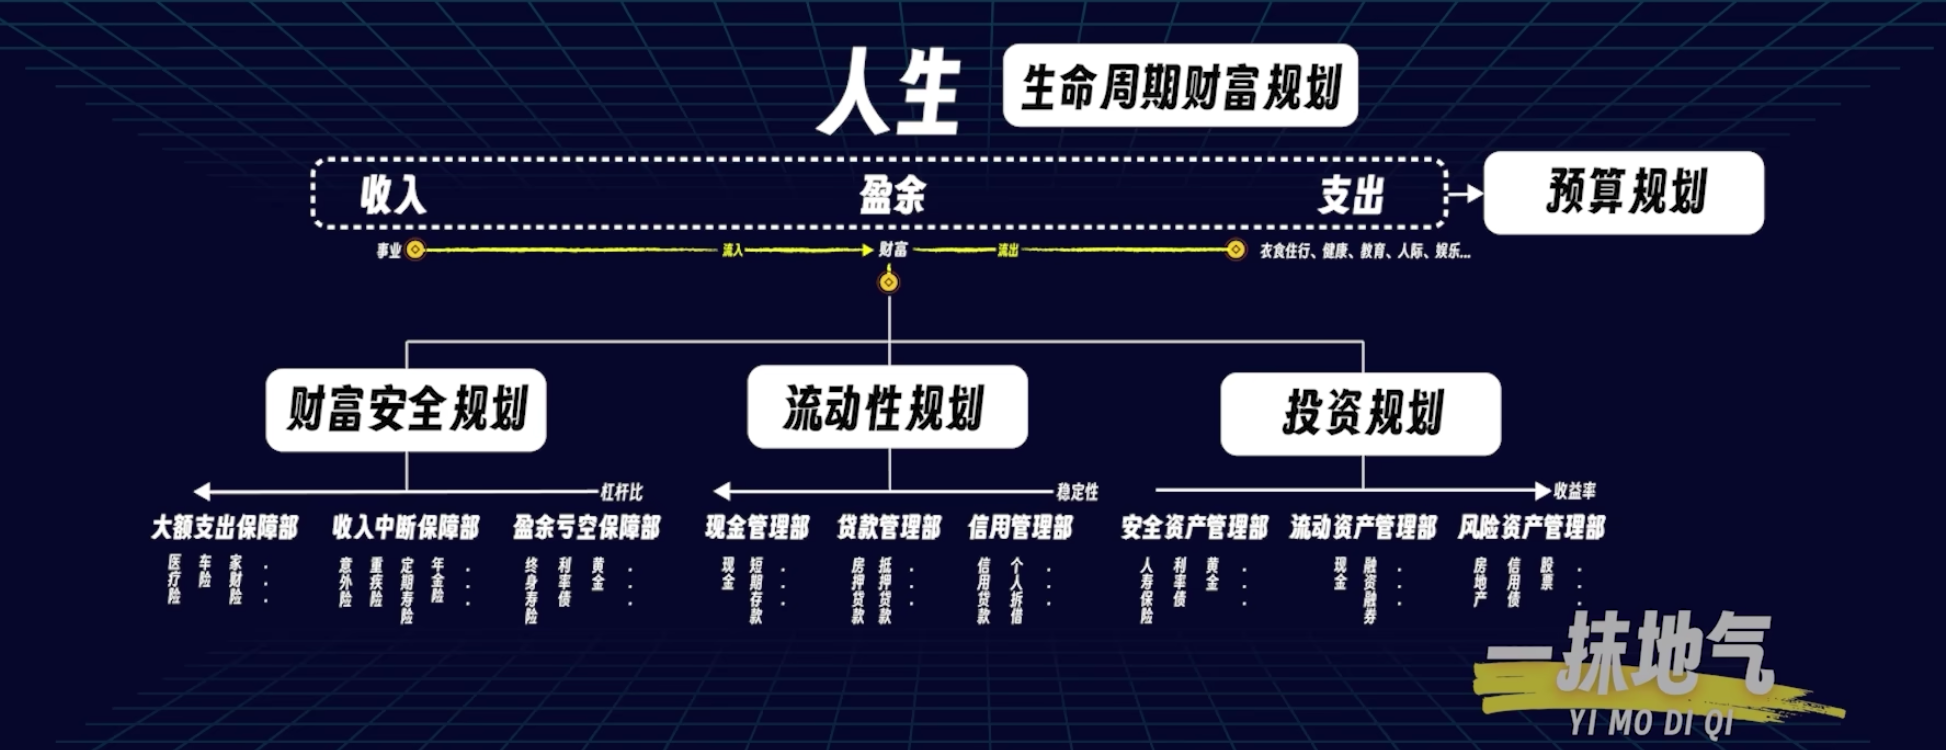 人生 生命周期财富规划
收入 盈余 支出 预算规划
事业 流入 财富 流出 衣食住行、健康、教育、人际、娱乐...
财富安全规划 流动性规划 投资规划
杠杆比 稳定性 收益率
大额支出保障部 收入中断保障部 盈余亏空保障部 现金管理部 贷款管理部 信用管理部 安全资产管理部 流动资产管理部 风险资产管理部
医疗险
车险
家财险
...
意外险
重疾险
定期寿险
年金险
...
终身寿险
利率债
黄金
...
现金
短期存款
...
房押贷款
抵押贷款
...
信用贷款
个人拆借
...
人寿保险
利率债
黄金
...
现金
融资融券
...
房地产
信用债
股票
...
一抹地气
YI MO DI QI